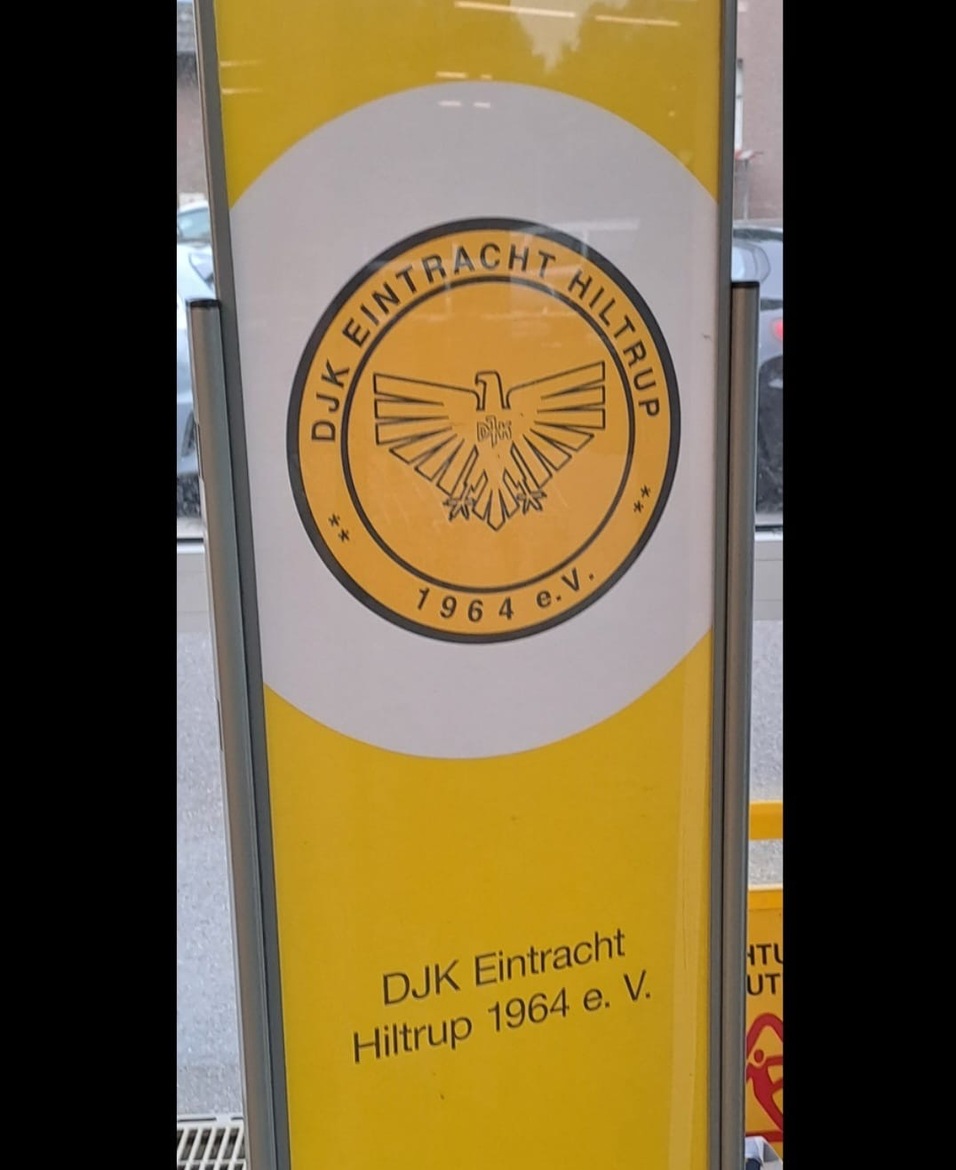 DJK EINTRACHT HILTRUP
DJK
** **
1964 e.V.
DJK Eintracht
Hiltrup 1964 e. V.